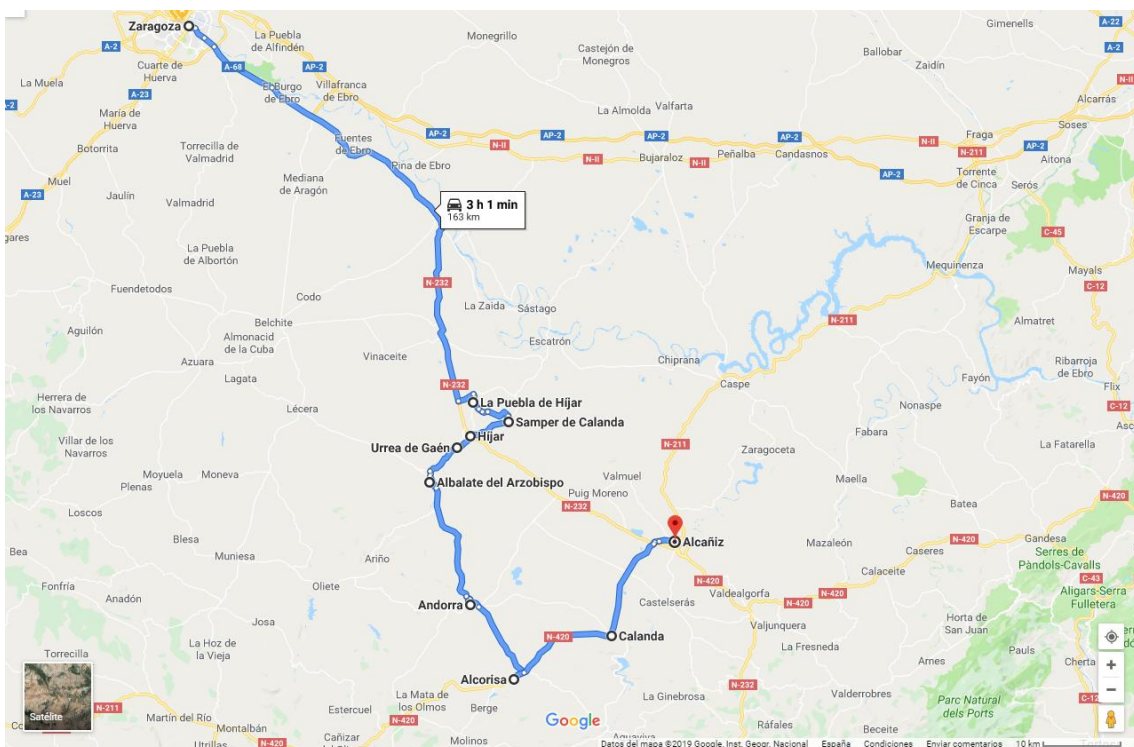 Gimenells
A-22
Zaragoza
La Puebla
de Alfindén
Monegrillo
A-2
Castejón
de Monegros
Ballobar
Zaidín
AP-2
N-II
Cuarte de
Huerva
A-68
AP-2
La Muela
El Burgo
de Ebro
Villafranca
de Ebro
A-23
Alcarrás
A-2
María de
Huerva
La Almolda
Valfarta
Soses
Fuentes
de Ebro
AP-2
AP-2
AP-2
AP-2
Fraga
N-II
N-II
N-II
N-II
N-211
AP-2
Botorrita
Torrecilla de
Valmadrid
Bujaraloz
Peñalba
Candasnos
Aitona
Pina de Ebro
AP-2
Torrente
de Cinca
Serós
Muel
Mediana
de Aragón
A-23
Jaulín
Valmadrid
3 h 1 min
163 km
Granja de
Escarpe
C-45
La Puebla
de Albortón
Mequinenza
Mayals
N-232
C-12
Fuendetodos
Codo
La Zaida
Sástago
N-211
Almatret
Aguilón
Belchite
Almonacid
de la Cuba
Escatrón
Vinaceite
Chiprana
Ribarroja
de Ebro
Azuara
Caspe
Fayón
Flix
Lagata
N-232
Herrera de
los Navarros
Lécera
La Puebla de Híjar
Nonaspe
C-12
Samper de Calanda
Villar de los
Navarros
Híjar
Fabara
Urrea de Gaén
N-211
Zaragoceta
La Fatarella
Moyuela
Moneva
Valmuel
Maella
Plenas
Albalate del Arzobispo
Puig Moreno
N-420
Batea
Loscos
N-232
Blesa
Alcañiz
Mazaleón
Gandesa
N-420
Bea
Muniesa
Ariño
Caseres
Serres de
Pàndols-Cavalls
Oliete
Calaceite
C-43
N-420
Fonfría
Anadón
Andorra
Castelserás
Valdealgorfa
Aligars-Serra
Fulletera
Josa
Horta de
San Juan
Valjunquera
La Hoz de
la Vieja
N-420
Calanda
La Fresneda
Pauls
Torrecilla
Arnes
Cherta
Alcorisa
La Mata de
los Olmos
La Ginebrosa
N-232
Valderrobres
Parc Natural
dels Ports
Satélite
Estercuel
Berge
N-211
Martín del Río
Montalbán
N-420
Google
Ráfales
Beceite
Utrillas
Cañizar
Molinos
Aguaviva
Datos del mapa ©2019 Google, Inst. Geogr. Nacional España Condiciones Enviar comentarios 10 km